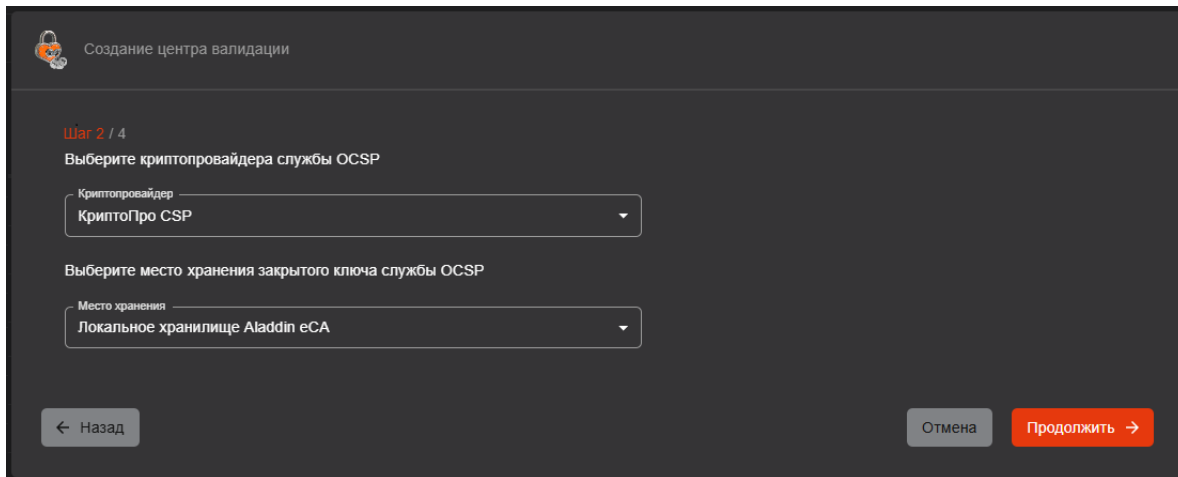 Создание центра валидации
Шаг 2 / 4
Выберите криптопровайдера службы OCSP
Криптопровайдер
КриптоПро CSP
Выберите место хранения закрытого ключа службы OCSP
Место хранения
Локальное хранилище Aladdin eCA
Назад
Отмена
Продолжить